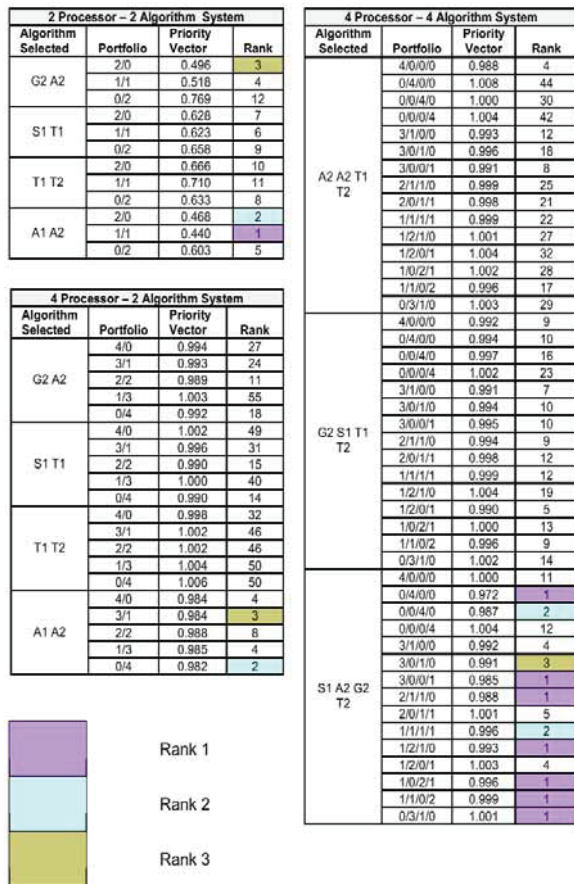 2 Processor – 2 Algorithm System
Algorithm Selected Portfolio Priority Vector Rank
G2 A2 2/0 0.496 3
1/1 0.518 4
0/2 0.769 12
S1 T1 2/0 0.628 7
1/1 0.623 6
0/2 0.658 9
T1 T2 2/0 0.666 10
1/1 0.710 11
0/2 0.633 8
A1 A2 2/0 0.468 2
1/1 0.440 1
0/2 0.603 5
4 Processor – 2 Algorithm System
Algorithm Selected Portfolio Priority Vector Rank
G2 A2 4/0 0.994 27
3/1 0.993 24
2/2 0.989 11
1/3 1.003 55
0/4 0.992 18
S1 T1 4/0 1.002 49
3/1 0.996 31
2/2 0.990 15
1/3 1.000 40
0/4 0.990 14
T1 T2 4/0 0.998 32
3/1 1.002 46
2/2 1.002 46
1/3 1.004 50
0/4 1.006 50
A1 A2 4/0 0.984 4
3/1 0.984 3
2/2 0.988 8
1/3 0.985 4
0/4 0.982 2
Rank 1
Rank 2
Rank 3
4 Processor – 4 Algorithm System
Algorithm Selected Portfolio Priority Vector Rank
A2 A2 T1 T2 4/0/0/0 0.988 4
0/4/0/0 1.008 44
0/0/4/0 1.000 30
0/0/0/4 1.004 42
3/1/0/0 0.993 12
3/0/1/0 0.996 18
3/0/0/1 0.991 8
2/1/1/0 0.999 25
2/0/1/1 0.998 21
1/1/1/1 0.999 22
1/2/1/0 1.001 27
1/2/0/1 1.004 32
1/0/2/1 1.002 28
1/1/0/2 0.996 17
0/3/1/0 1.003 29
G2 S1 T1 T2 4/0/0/0 0.992 9
0/4/0/0 0.994 10
0/0/4/0 0.997 16
0/0/0/4 1.002 23
3/1/0/0 0.991 7
3/0/1/0 0.994 10
3/0/0/1 0.995 10
2/1/1/0 0.994 9
2/0/1/1 0.998 12
1/1/1/1 0.999 12
1/2/1/0 1.004 19
1/2/0/1 0.990 5
1/0/2/1 1.000 13
1/1/0/2 0.996 9
0/3/1/0 1.002 14
S1 A2 G2 T2 4/0/0/0 1.000 11
0/4/0/0 0.972 1
0/0/4/0 0.987 2
0/0/0/4 1.004 12
3/1/0/0 0.992 4
3/0/1/0 0.991 3
3/0/0/1 0.985 1
2/1/1/0 0.988 1
2/0/1/1 1.001 5
1/1/1/1 0.996 2
1/2/1/0 0.993 1
1/2/0/1 1.003 4
1/0/2/1 0.996 1
1/1/0/2 0.999 1
0/3/1/0 1.001 1